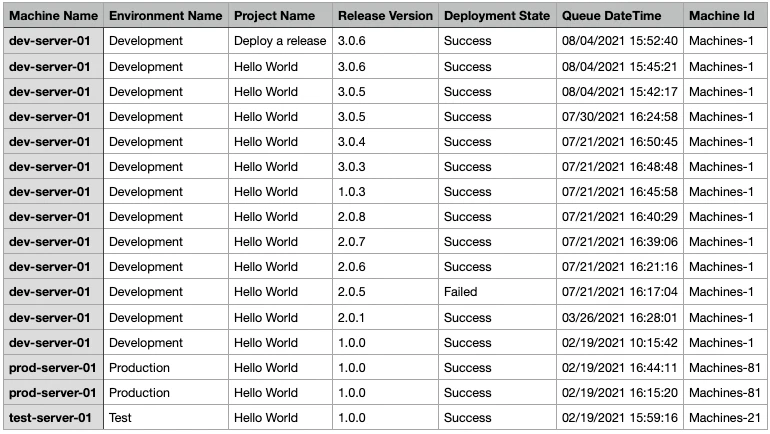 Machine Name Environment Name Project Name Release Version Deployment State Queue DateTime Machine Id
dev-server-01 Development Deploy a release 3.0.6 Success 08/04/2021 15:52:40 Machines-1
dev-server-01 Development Hello World 3.0.6 Success 08/04/2021 15:45:21 Machines-1
dev-server-01 Development Hello World 3.0.5 Success 08/04/2021 15:42:17 Machines-1
dev-server-01 Development Hello World 3.0.5 Success 07/30/2021 16:24:58 Machines-1
dev-server-01 Development Hello World 3.0.4 Success 07/21/2021 16:50:45 Machines-1
dev-server-01 Development Hello World 3.0.3 Success 07/21/2021 16:48:48 Machines-1
dev-server-01 Development Hello World 1.0.3 Success 07/21/2021 16:45:58 Machines-1
dev-server-01 Development Hello World 2.0.8 Success 07/21/2021 16:40:29 Machines-1
dev-server-01 Development Hello World 2.0.7 Success 07/21/2021 16:39:06 Machines-1
dev-server-01 Development Hello World 2.0.6 Success 07/21/2021 16:21:16 Machines-1
dev-server-01 Development Hello World 2.0.5 Failed 07/21/2021 16:17:04 Machines-1
dev-server-01 Development Hello World 2.0.1 Success 03/26/2021 16:28:01 Machines-1
dev-server-01 Development Hello World 1.0.0 Success 02/19/2021 10:15:42 Machines-1
prod-server-01 Production Hello World 1.0.0 Success 02/19/2021 16:44:11 Machines-81
prod-server-01 Production Hello World 1.0.0 Success 02/19/2021 16:15:20 Machines-81
test-server-01 Test Hello World 1.0.0 Success 02/19/2021 15:59:16 Machines-21